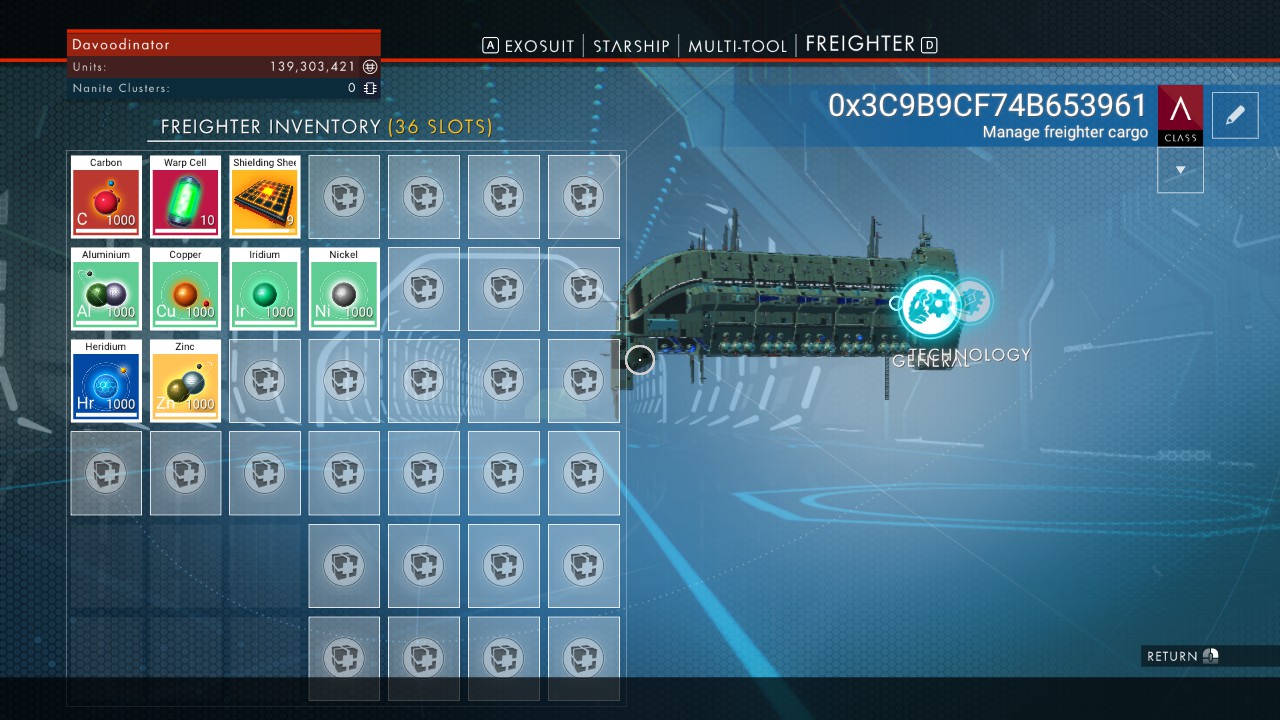 Davoodinator
Units: 139,303,421
Nanite Clusters: 0
A EXOSUIT STARSHIP MULTI-TOOL FREIGHTER D
0x3C9B9CF74B653961
Manage freighter cargo
CLASS
FREIGHTER INVENTORY (36 SLOTS)
Carbon Warp Cell Shielding Shee
C 1000 10 9
Aluminium Copper Iridium Nickel
Al 1000 Cu 1000 Ir 1000 Ni 1000
Heridium Zinc
Hr 1000 Zn 1000
TECHNOLOGY
GENERAL
RETURN